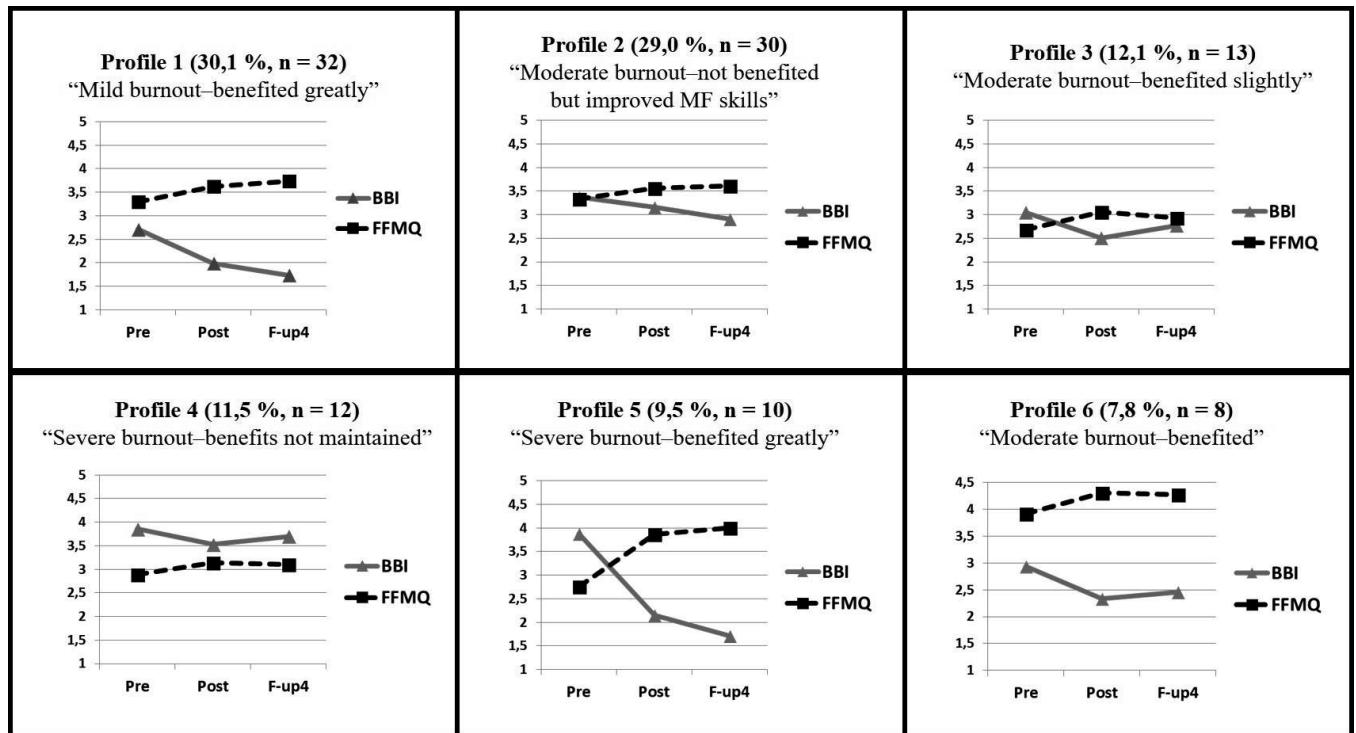 Profile 1 (30,1 %, n = 32)
“Mild burnout–benefited greatly”
5
4,5
4
3,5
3
2,5
2
1,5
1
Pre Post F-up4
BBI
FFMQ
Profile 2 (29,0 %, n = 30)
“Moderate burnout–not benefited
but improved MF skills”
5
4,5
4
3,5
3
2,5
2
1,5
1
Pre Post F-up4
BBI
FFMQ
Profile 3 (12,1 %, n = 13)
“Moderate burnout–benefited slightly”
5
4,5
4
3,5
3
2,5
2
1,5
1
Pre Post F-up4
BBI
FFMQ
Profile 4 (11,5 %, n = 12)
“Severe burnout–benefits not maintained”
5
4,5
4
3,5
3
2,5
2
1,5
1
Pre Post F-up4
BBI
FFMQ
Profile 5 (9,5 %, n = 10)
“Severe burnout–benefited greatly”
5
4,5
4
3,5
3
2,5
2
1,5
1
Pre Post F-up4
BBI
FFMQ
Profile 6 (7,8 %, n = 8)
“Moderate burnout–benefited”
4,5
4
3,5
3
2,5
2
1,5
1
Pre Post F-up4
BBI
FFMQ